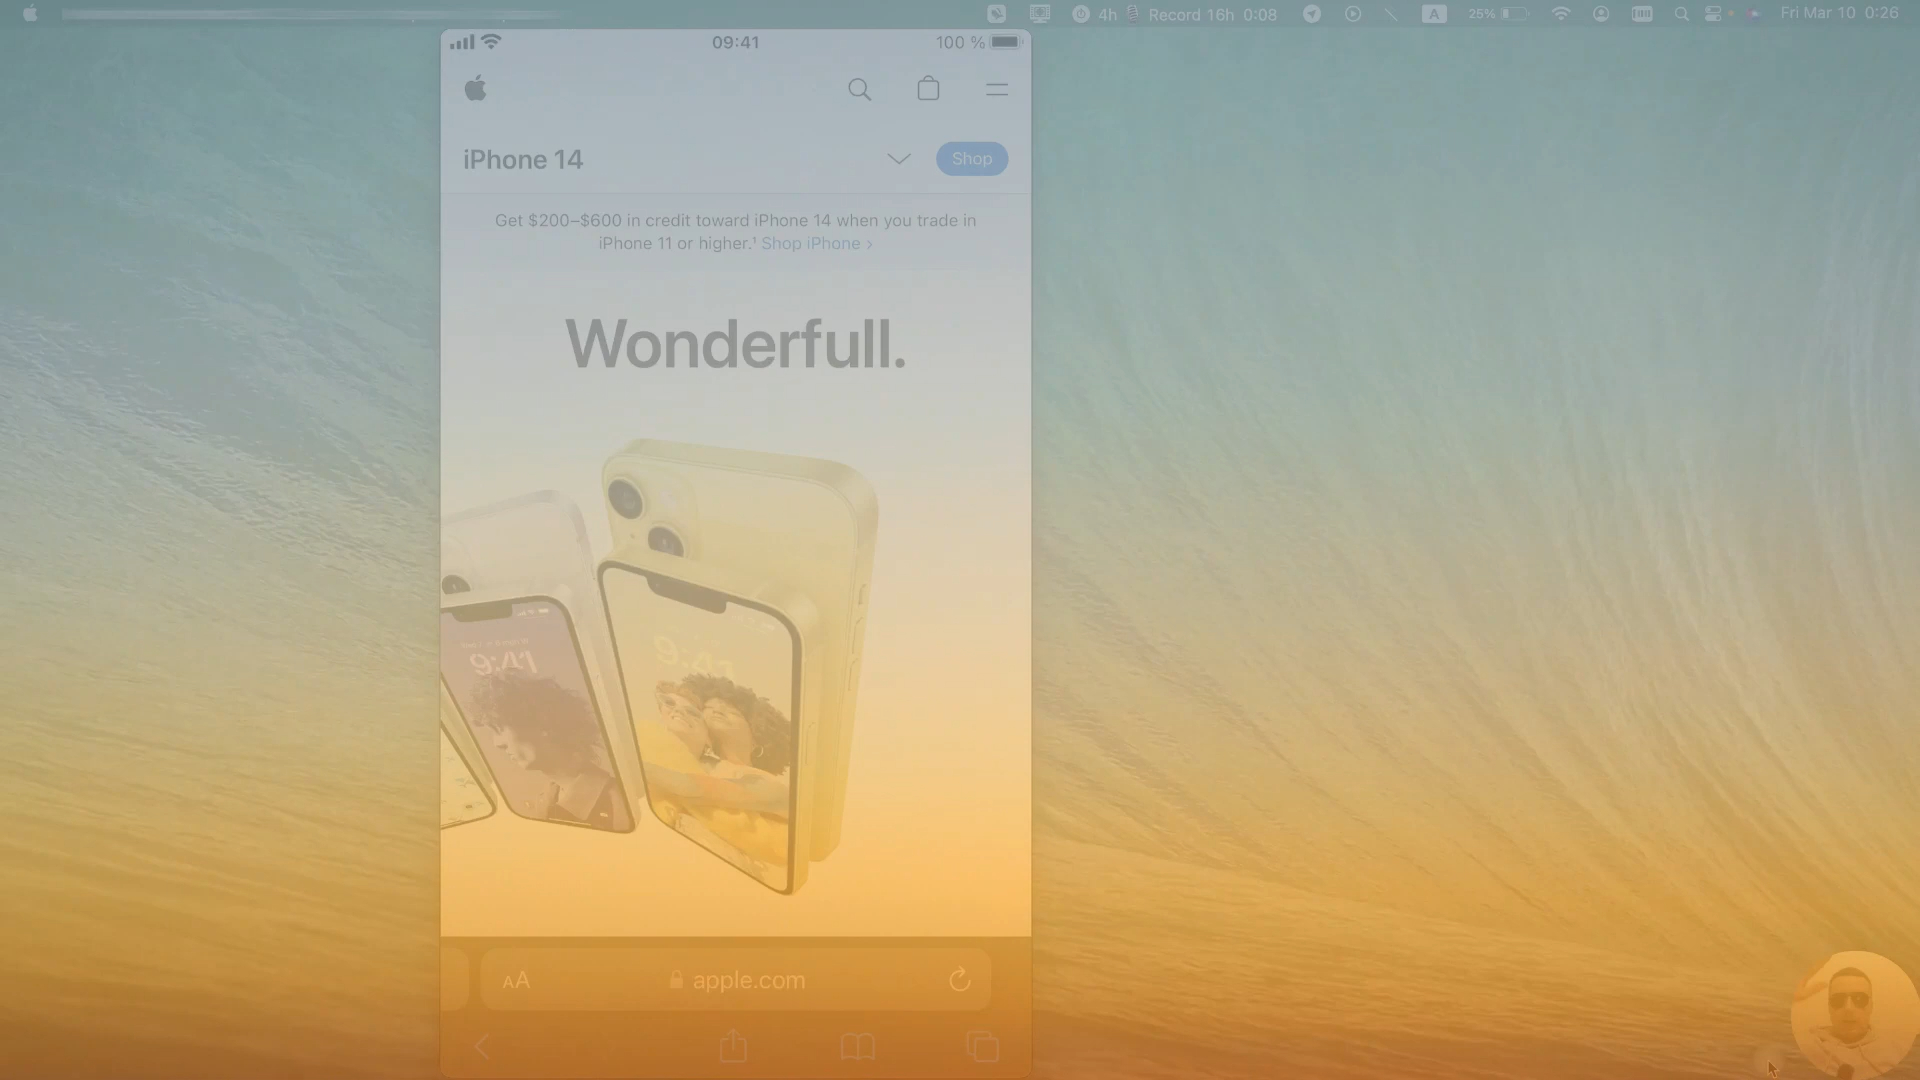 4h Record 16h 0:08 A 25% Fri Mar 10 0:26
09:41 100 %
iPhone 14 Shop
Get $200–$600 in credit toward iPhone 14 when you trade in
iPhone 11 or higher.¹ Shop iPhone ›
Wonderfull.
9:41
9:41
AA apple.com